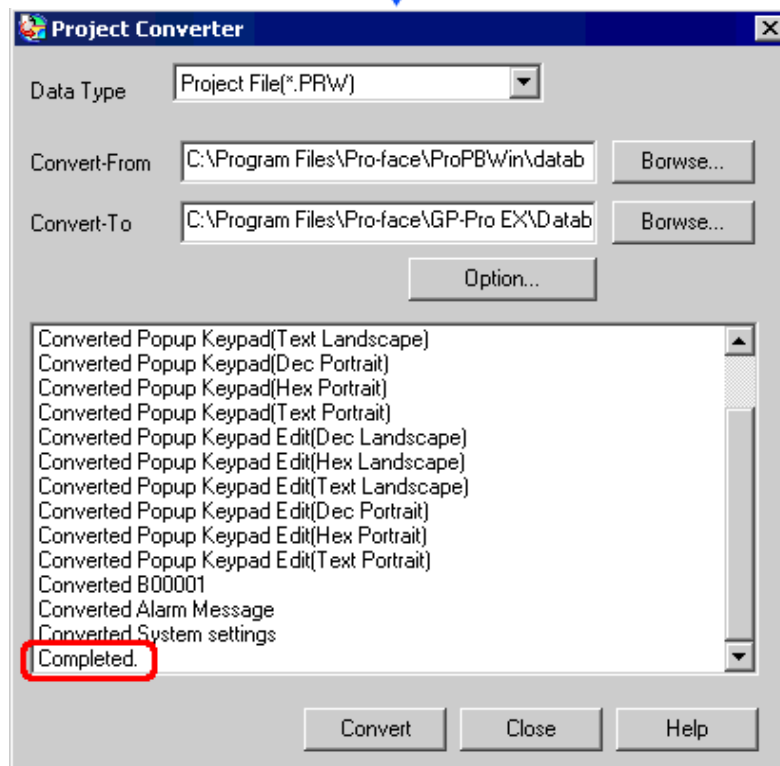 Project Converter
Data Type Project File(*.PRW)
Convert-From C:\Program Files\Pro-face\ProPBWin\datab Borwse...
Convert-To C:\Program Files\Pro-face\GP-Pro EX\Datab Borwse...
Option...
Converted Popup Keypad(Text Landscape)
Converted Popup Keypad(Dec Portrait)
Converted Popup Keypad(Hex Portrait)
Converted Popup Keypad(Text Portrait)
Converted Popup Keypad Edit(Dec Landscape)
Converted Popup Keypad Edit(Hex Landscape)
Converted Popup Keypad Edit(Text Landscape)
Converted Popup Keypad Edit(Dec Portrait)
Converted Popup Keypad Edit(Hex Portrait)
Converted Popup Keypad Edit(Text Portrait)
Converted B00001
Converted Alarm Message
Converted System settings
Completed.
Convert Close Help